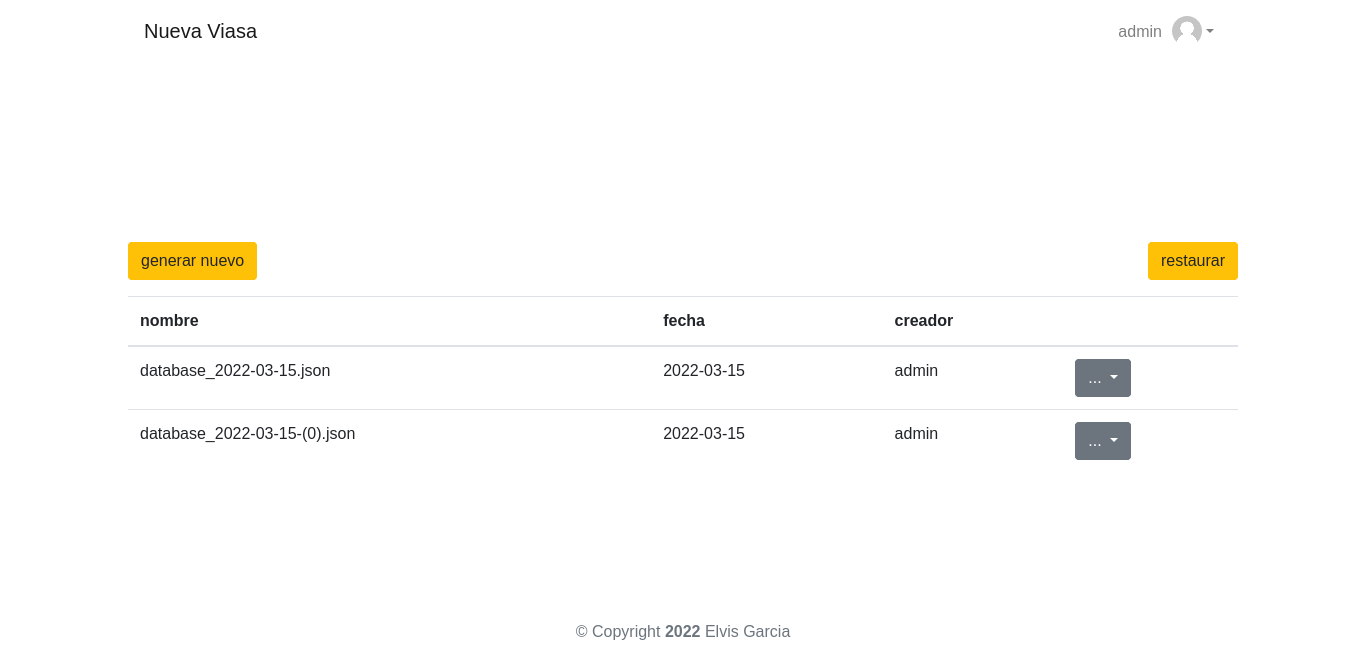 Nueva Viasa
admin
generar nuevo
restaurar
nombre fecha creador
database_2022-03-15.json 2022-03-15 admin ...
database_2022-03-15-(0).json 2022-03-15 admin ...
© Copyright 2022 Elvis Garcia